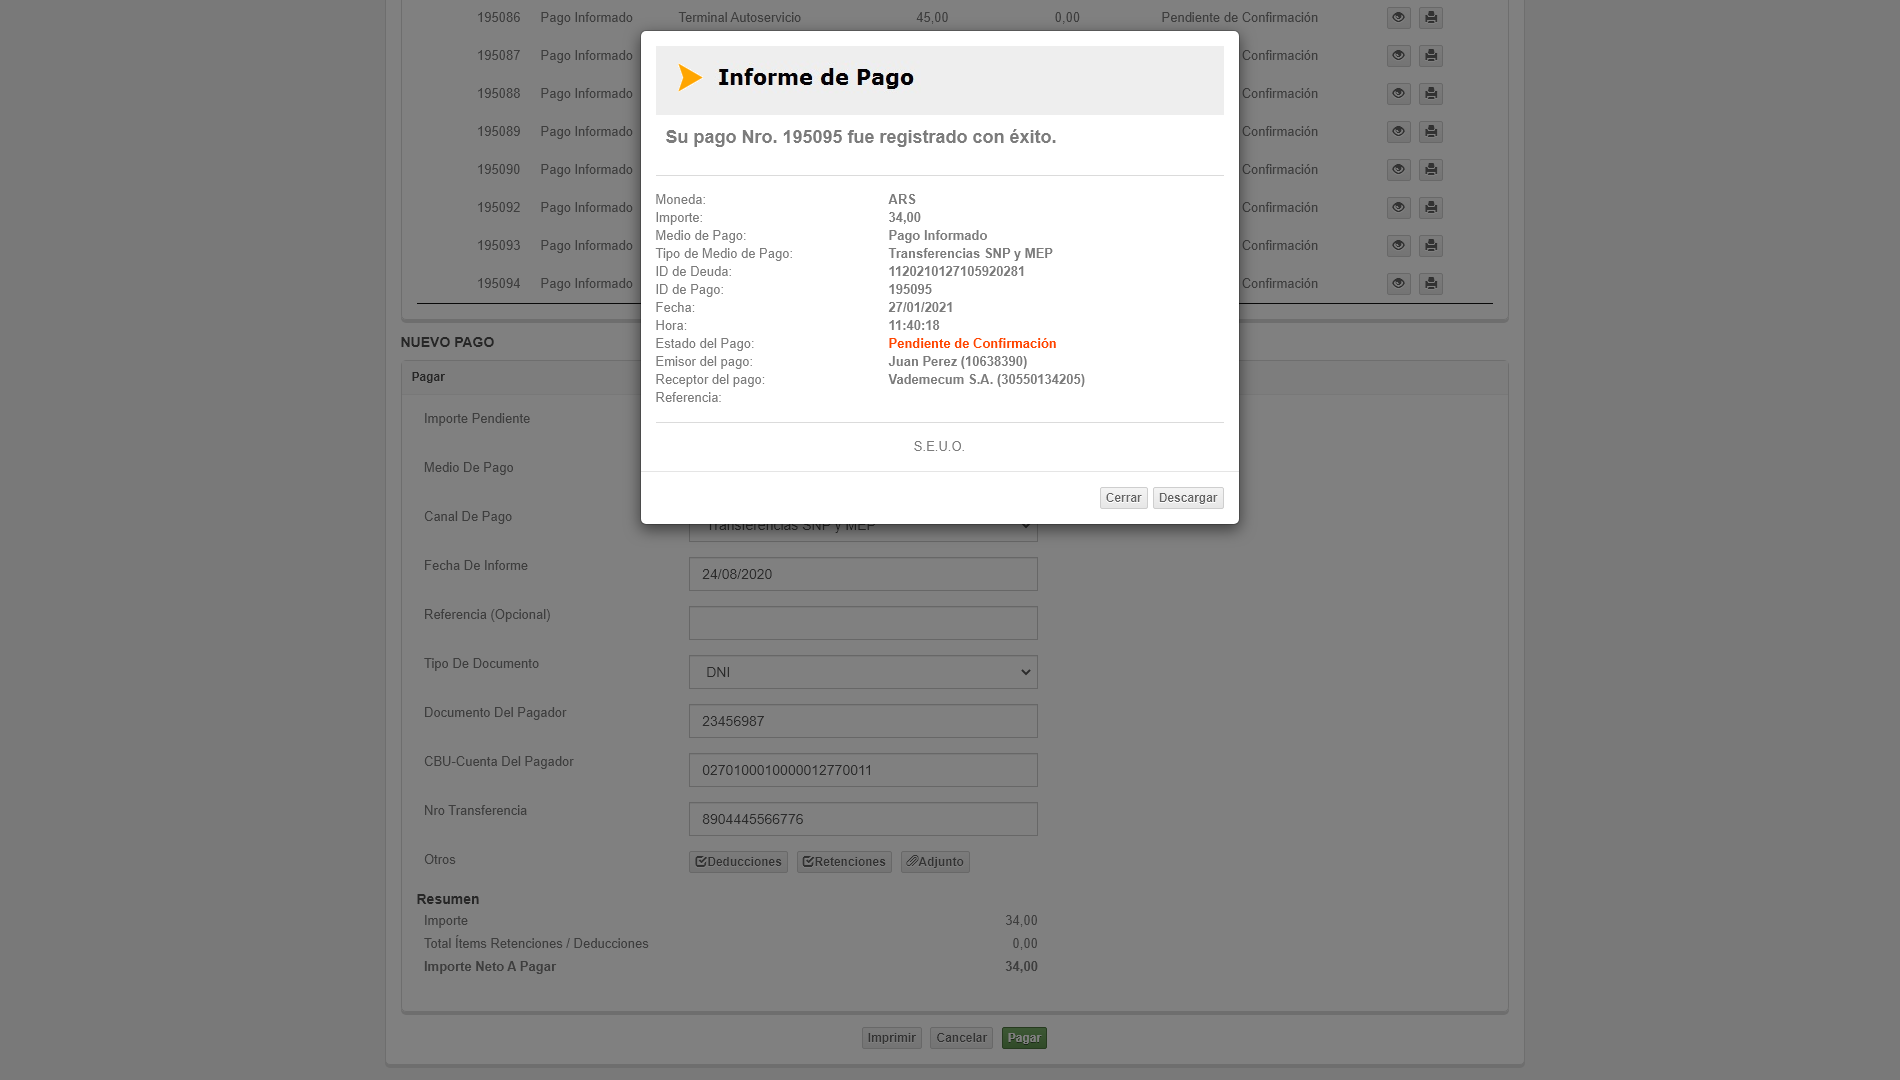 195086 Pago Informado Terminal Autoservicio 45,00 0,00 Pendiente de Confirmación
195087 Pago Informado Confirmación
195088 Pago Informado Confirmación
195089 Pago Informado Confirmación
195090 Pago Informado Confirmación
195092 Pago Informado Confirmación
195093 Pago Informado Confirmación
195094 Pago Informado Confirmación
Informe de Pago
Su pago Nro. 195095 fue registrado con éxito.
Moneda: ARS
Importe: 34,00
Medio de Pago: Pago Informado
Tipo de Medio de Pago: Transferencias SNP y MEP
ID de Deuda: 1120210127105920281
ID de Pago: 195095
Fecha: 27/01/2021
Hora: 11:40:18
Estado del Pago: Pendiente de Confirmación
Emisor del pago: Juan Perez (10638390)
Receptor del pago: Vademecum S.A. (30550134205)
Referencia:
S.E.U.O.
Cerrar Descargar
NUEVO PAGO
Pagar
Importe Pendiente
Medio De Pago
Canal De Pago Transferencias SNP y MEP
Fecha De Informe 24/08/2020
Referencia (Opcional)
Tipo De Documento DNI
Documento Del Pagador 23456987
CBU-Cuenta Del Pagador 0270100010000012770011
Nro Transferencia 8904445566776
Otros Deducciones Retenciones Adjunto
Resumen
Importe 34,00
Total Ítems Retenciones / Deducciones 0,00
Importe Neto A Pagar 34,00
Imprimir Cancelar Pagar